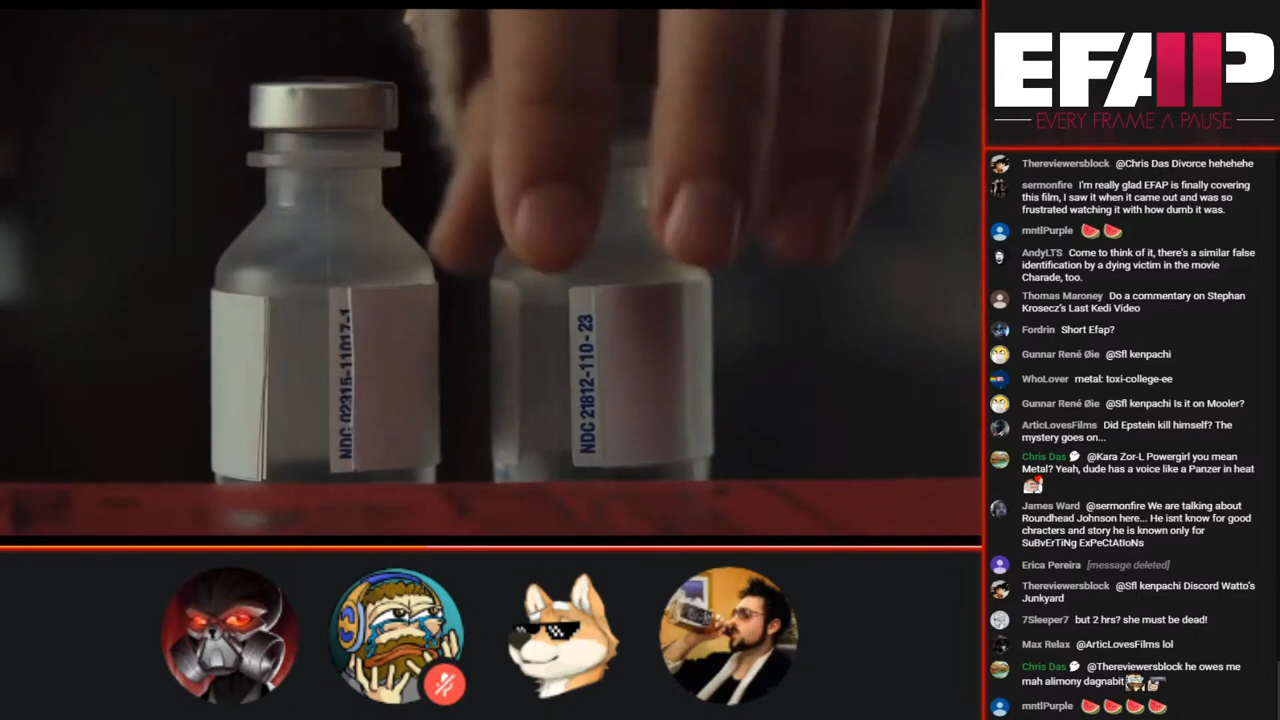 NDC 02315-11017-1
NDC 21812-110-23
EFAP
EVERY FRAME A PAUSE
Thereviewersblock @Chris Das Divorce hehehehe
sermonfire I'm really glad EFAP is finally covering
this film, I saw it when it came out and was so
frustrated watching it with how dumb it was.
mntlPurple
AndyLTS Come to think of it, there's a similar false
identification by a dying victim in the movie
Charade, too.
Thomas Maroney Do a commentary on Stephan
Krosecz's Last Kedi Video
Fordrin Short Efap?
Gunnar René Øie @Sfl kenpachi
WhoLover metal: toxi-college-ee
Gunnar René Øie @Sfl kenpachi Is it on Mooler?
ArticLovesFilms Did Epstein kill himself? The
mystery goes on...
Chris Das @Kara Zor-L Powergirl you mean
Metal? Yeah, dude has a voice like a Panzer in heat
James Ward @sermonfire We are talking about
Roundhead Johnson here... He isnt know for good
chracters and story he is known only for
SuBvErTiNg ExPeCtAtIoNs
Erica Pereira [message deleted]
Thereviewersblock @Sfl kenpachi Discord Watto's
Junkyard
7Sleeper7 but 2 hrs? she must be dead!
Max Relax @ArticLovesFilms lol
Chris Das @Thereviewersblock he owes me
mah alimony dagnabit
mntlPurple